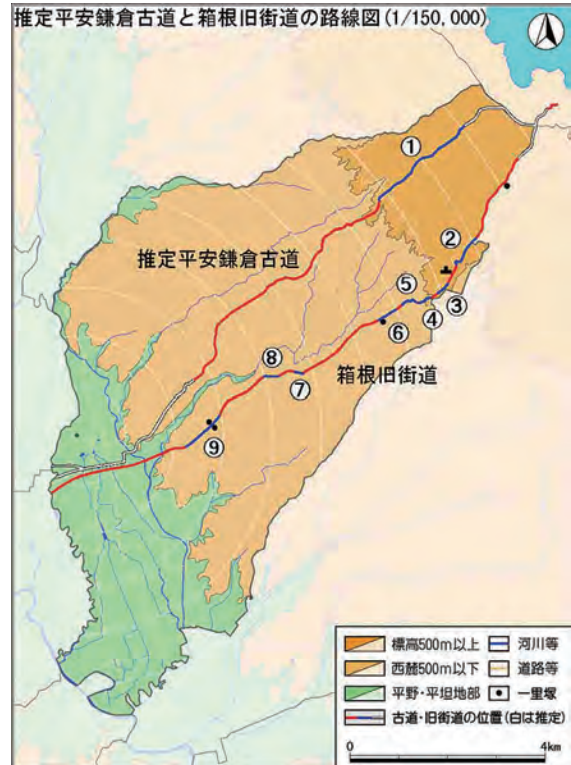 推定平安鎌倉古道と箱根旧街道の路線図(1/150,000)
①
②
推定平安鎌倉古道
⑤
③
④
⑥
箱根旧街道
⑧
⑦
⑨
標高500m以上
河川等
西麓500m以下
道路等
平野・平坦地部
一里塚
古道・旧街道の位置(白は推定)
0
4km